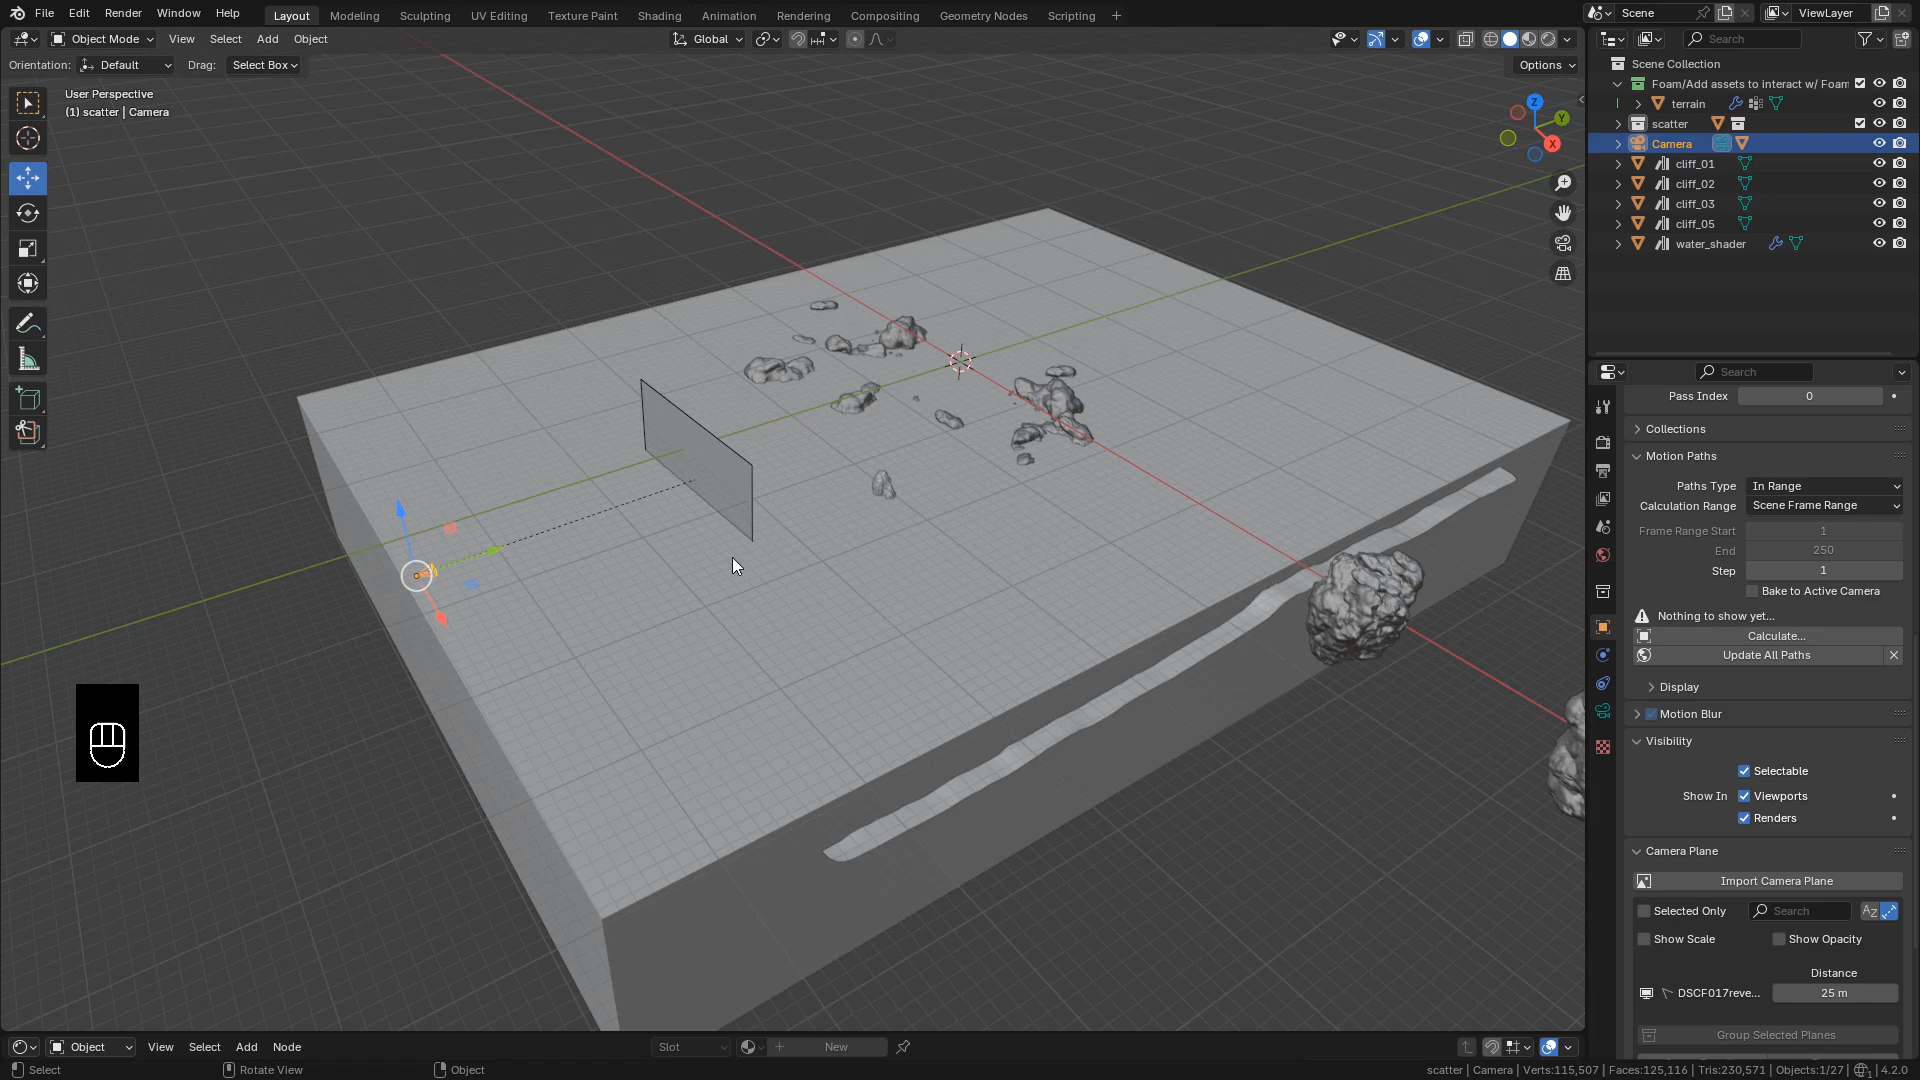 File Edit Render Window Help
Layout Modeling Sculpting UV Editing Texture Paint Shading Animation Rendering Compositing Geometry Nodes Scripting +
Scene
ViewLayer
Object Mode View Select Add Object
Global
Search
Orientation: Default Drag: Select Box
Options
User Perspective
(1) scatter | Camera
Z
Y
X
Scene Collection
Foam/Add assets to interact w/ Foam
terrain
scatter
Camera
cliff_01
cliff_02
cliff_03
cliff_05
water_shader
Search
Pass Index 0
Collections
Motion Paths
Paths Type In Range
Calculation Range Scene Frame Range
Frame Range Start 1
End 250
Step 1
Bake to Active Camera
Nothing to show yet...
Calculate...
Update All Paths
Display
Motion Blur
Visibility
Selectable
Show In Viewports
Renders
Camera Plane
Import Camera Plane
Selected Only Search AZ
Show Scale Show Opacity
Distance
DSCF017reve... 25 m
Group Selected Planes
Object View Select Add Node
Slot
New
Select Rotate View Object
scatter | Camera | Verts:115,507 | Faces:125,116 | Tris:230,571 | Objects:1/27 | 1 | 4.2.0